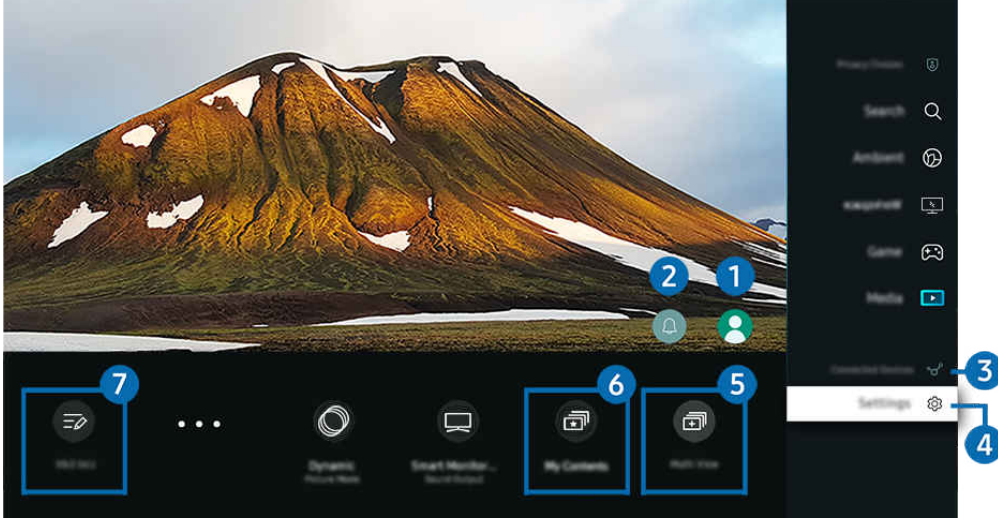 Privacy Choices
Search
Ambient
Game
2 1
Media
7 6 5
Connected Devices 3
Settings
4
Dynamic
Picture Mode
Smart Monitor...
Sound Output
My Contents
Multi View